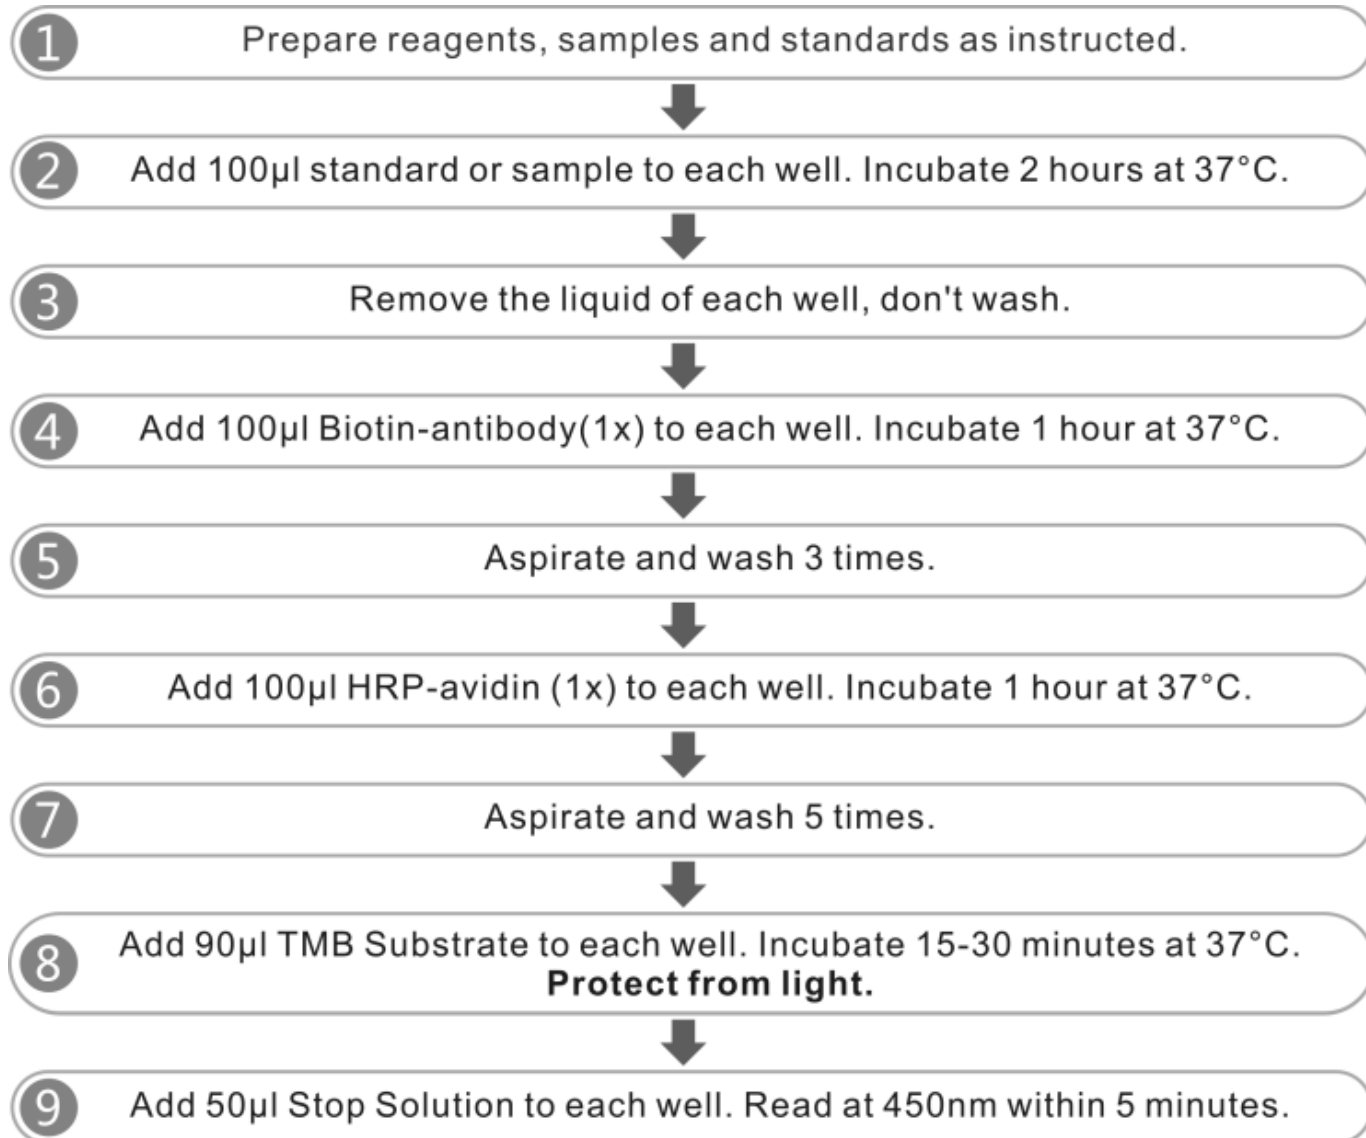 1 Prepare reagents, samples and standards as instructed.
2 Add 100µl standard or sample to each well. Incubate 2 hours at 37°C.
3 Remove the liquid of each well, don't wash.
4 Add 100µl Biotin-antibody(1x) to each well. Incubate 1 hour at 37°C.
5 Aspirate and wash 3 times.
6 Add 100µl HRP-avidin (1x) to each well. Incubate 1 hour at 37°C.
7 Aspirate and wash 5 times.
8 Add 90µl TMB Substrate to each well. Incubate 15-30 minutes at 37°C.
Protect from light.
9 Add 50µl Stop Solution to each well. Read at 450nm within 5 minutes.